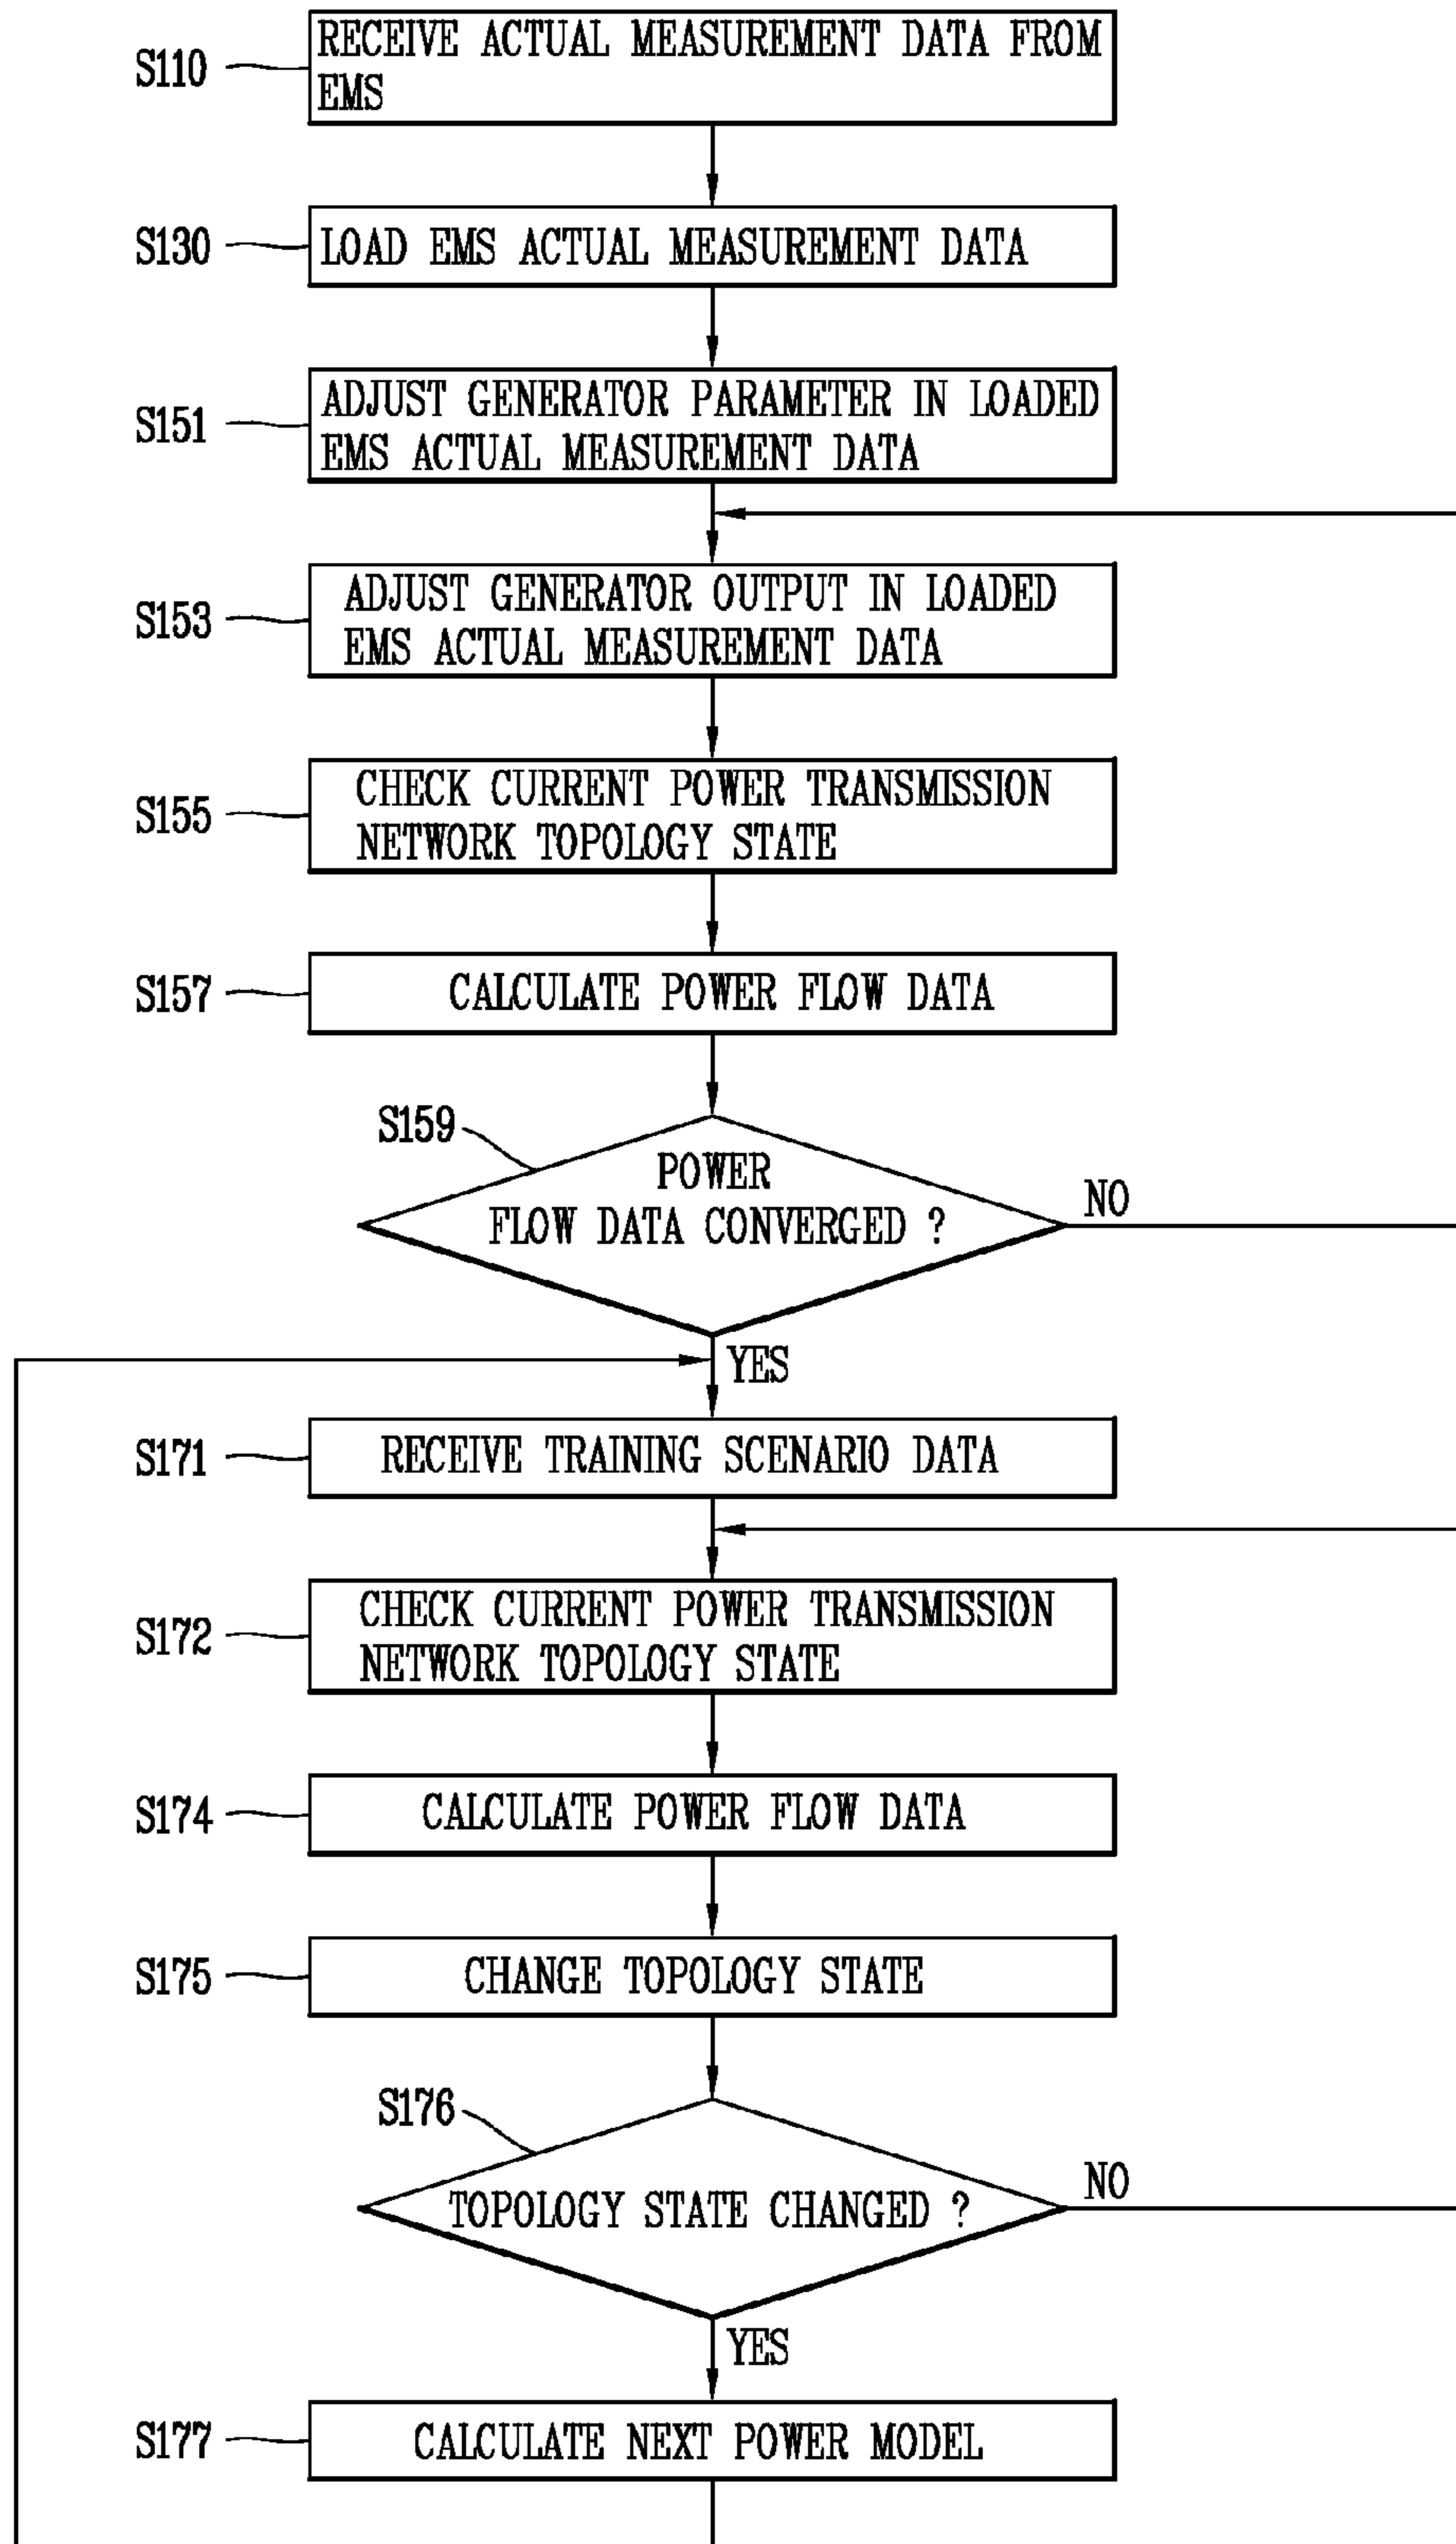 S110
RECEIVE ACTUAL MEASUREMENT DATA FROM
EMS
S130
LOAD EMS ACTUAL MEASUREMENT DATA
S151
ADJUST GENERATOR PARAMETER IN LOADED
EMS ACTUAL MEASUREMENT DATA
S153
ADJUST GENERATOR OUTPUT IN LOADED
EMS ACTUAL MEASUREMENT DATA
S155
CHECK CURRENT POWER TRANSMISSION
NETWORK TOPOLOGY STATE
S157
CALCULATE POWER FLOW DATA
S159
POWER
FLOW DATA CONVERGED ?
NO
YES
S171
RECEIVE TRAINING SCENARIO DATA
S172
CHECK CURRENT POWER TRANSMISSION
NETWORK TOPOLOGY STATE
S174
CALCULATE POWER FLOW DATA
S175
CHANGE TOPOLOGY STATE
S176
TOPOLOGY STATE CHANGED ?
NO
YES
S177
CALCULATE NEXT POWER MODEL